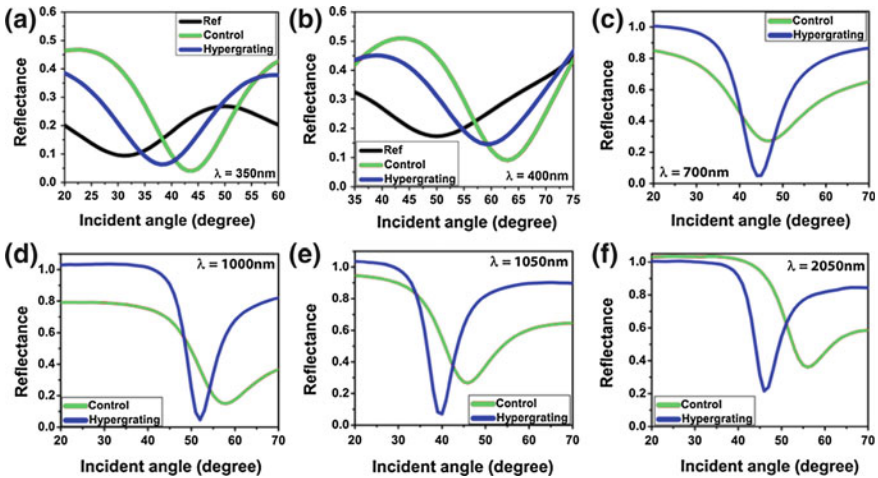 (a)
0.6
0.5
0.4
0.3
0.2
0.1
0.0
Reflectance
Ref
Control
Hypergrating
λ = 350nm
20 25 30 35 40 45 50 55 60
Incident angle (degree)
(b)
0.6
0.5
0.4
0.3
0.2
0.1
0.0
Reflectance
Ref
Control
Hypergrating
λ = 400nm
35 40 45 50 55 60 65 70 75
Incident angle (degree)
(c)
1.0
0.8
0.6
0.4
0.2
0.0
Reflectance
Control
Hypergrating
λ = 700nm
20 30 40 50 60 70
Incident angle (degree)
(d)
1.0
0.8
0.6
0.4
0.2
0.0
Reflectance
λ = 1000nm
Control
Hypergrating
20 30 40 50 60 70
Incident angle (degree)
(e)
1.0
0.8
0.6
0.4
0.2
0.0
Reflectance
λ = 1050nm
Control
Hypergrating
20 30 40 50 60 70
Incident angle (degree)
(f)
1.0
0.8
0.6
0.4
0.2
0.0
Reflectance
λ = 2050nm
Control
Hypergrating
20 30 40 50 60 70
Incident angle (degree)